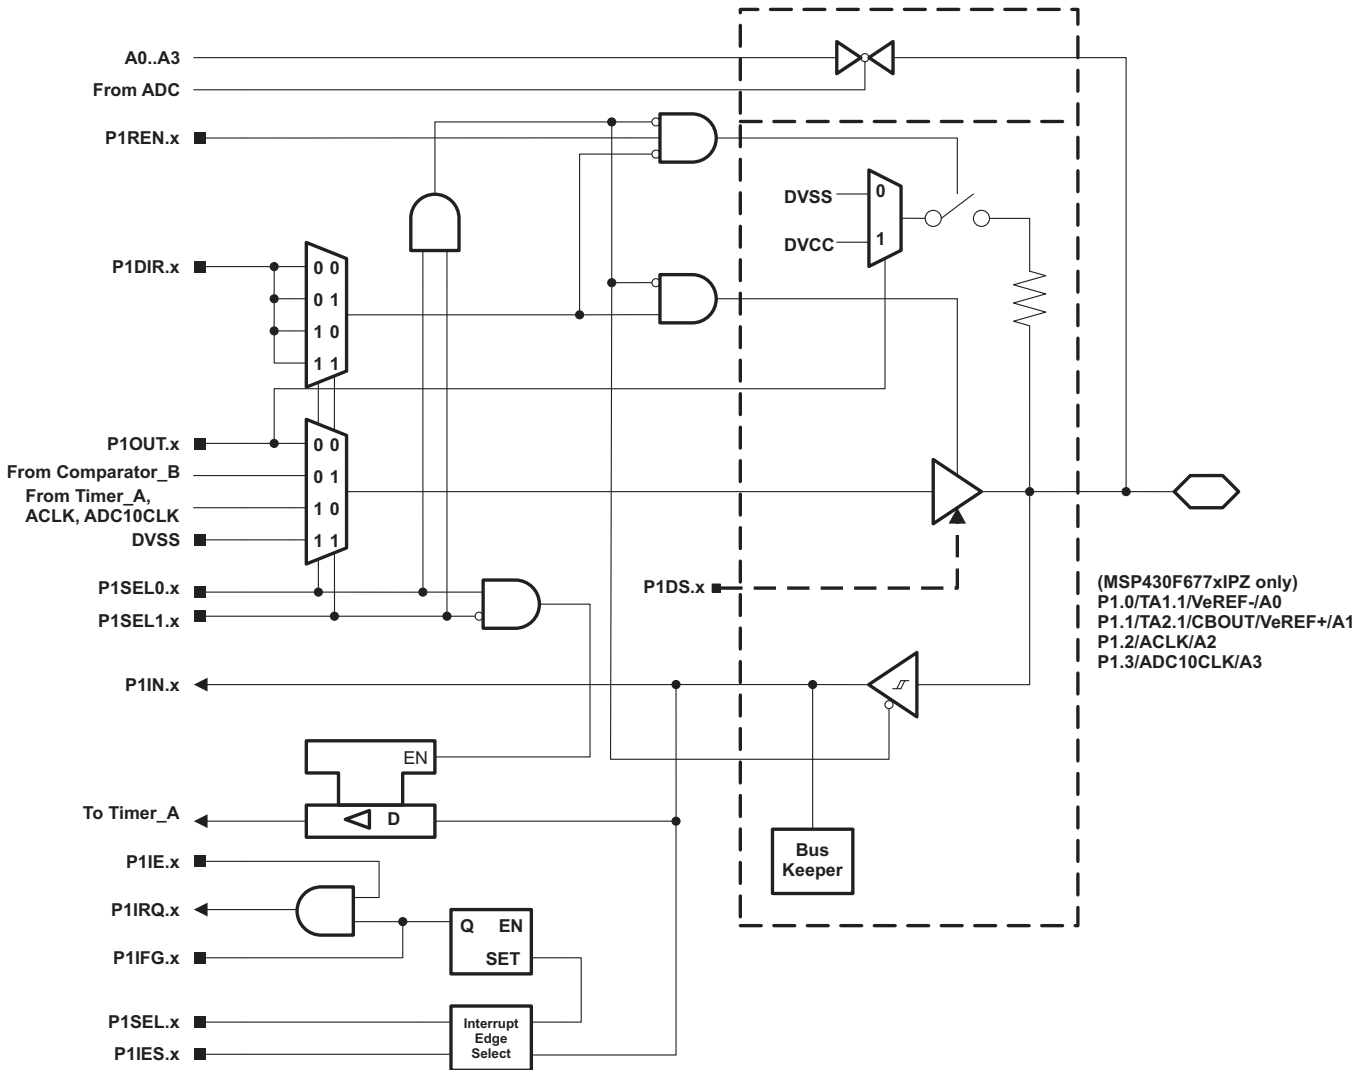 A0..A3
From ADC
P1REN.x
DVSS
0
DVCC
1
P1DIR.x
0 0
0 1
1 0
1 1
P1OUT.x
0 0
From Comparator_B
0 1
From Timer_A,
ACLK, ADC10CLK
1 0
DVSS
1 1
P1SEL0.x
P1SEL1.x
P1DS.x
(MSP430F677xIPZ only)
P1.0/TA1.1/VeREF-/A0
P1.1/TA2.1/CBOUT/VeREF+/A1
P1.2/ACLK/A2
P1.3/ADC10CLK/A3
P1IN.x
EN
To Timer_A
D
Bus
Keeper
P1IE.x
P1IRQ.x
Q EN
SET
P1IFG.x
P1SEL.x
P1IES.x
Interrupt
Edge
Select